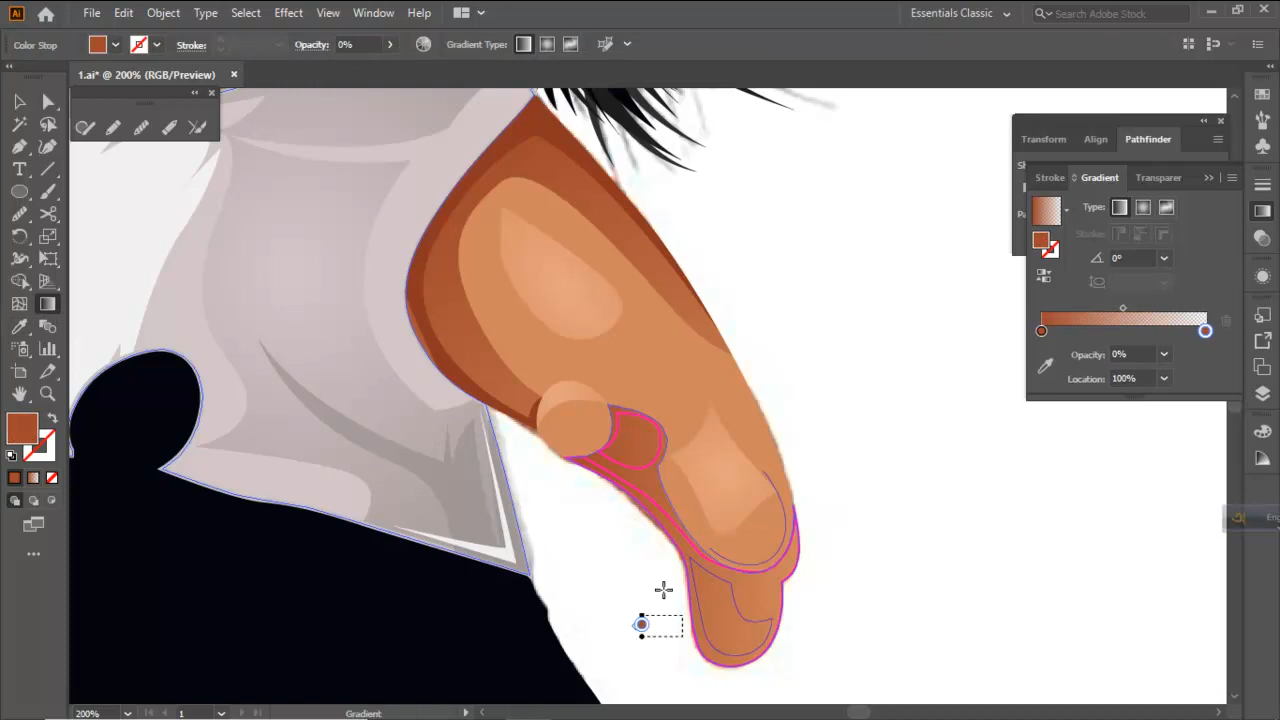 Ai File Edit Object Type Select Effect View Window Help Essentials Classic Search Adobe Stock
Color Stop Stroke: Opacity: 0% Gradient Type:
1.ai* @ 200% (RGB/Preview)
Transform Align Pathfinder
Stroke Gradient Transparer
Type:
Stroke:
0°
Opacity: 0%
Location: 100%
200% 1 Gradient